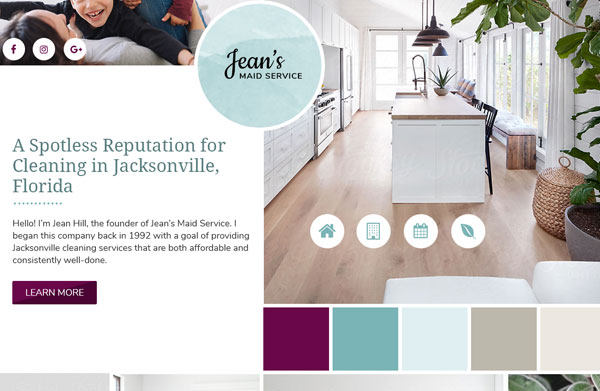 Jean's
MAID SERVICE
A Spotless Reputation for
Cleaning in Jacksonville,
Florida
Hello! I'm Jean Hill, the founder of Jean's Maid Service. I
began this company back in 1992 with a goal of providing
Jacksonville cleaning services that are both affordable and
consistently well-done.
LEARN MORE